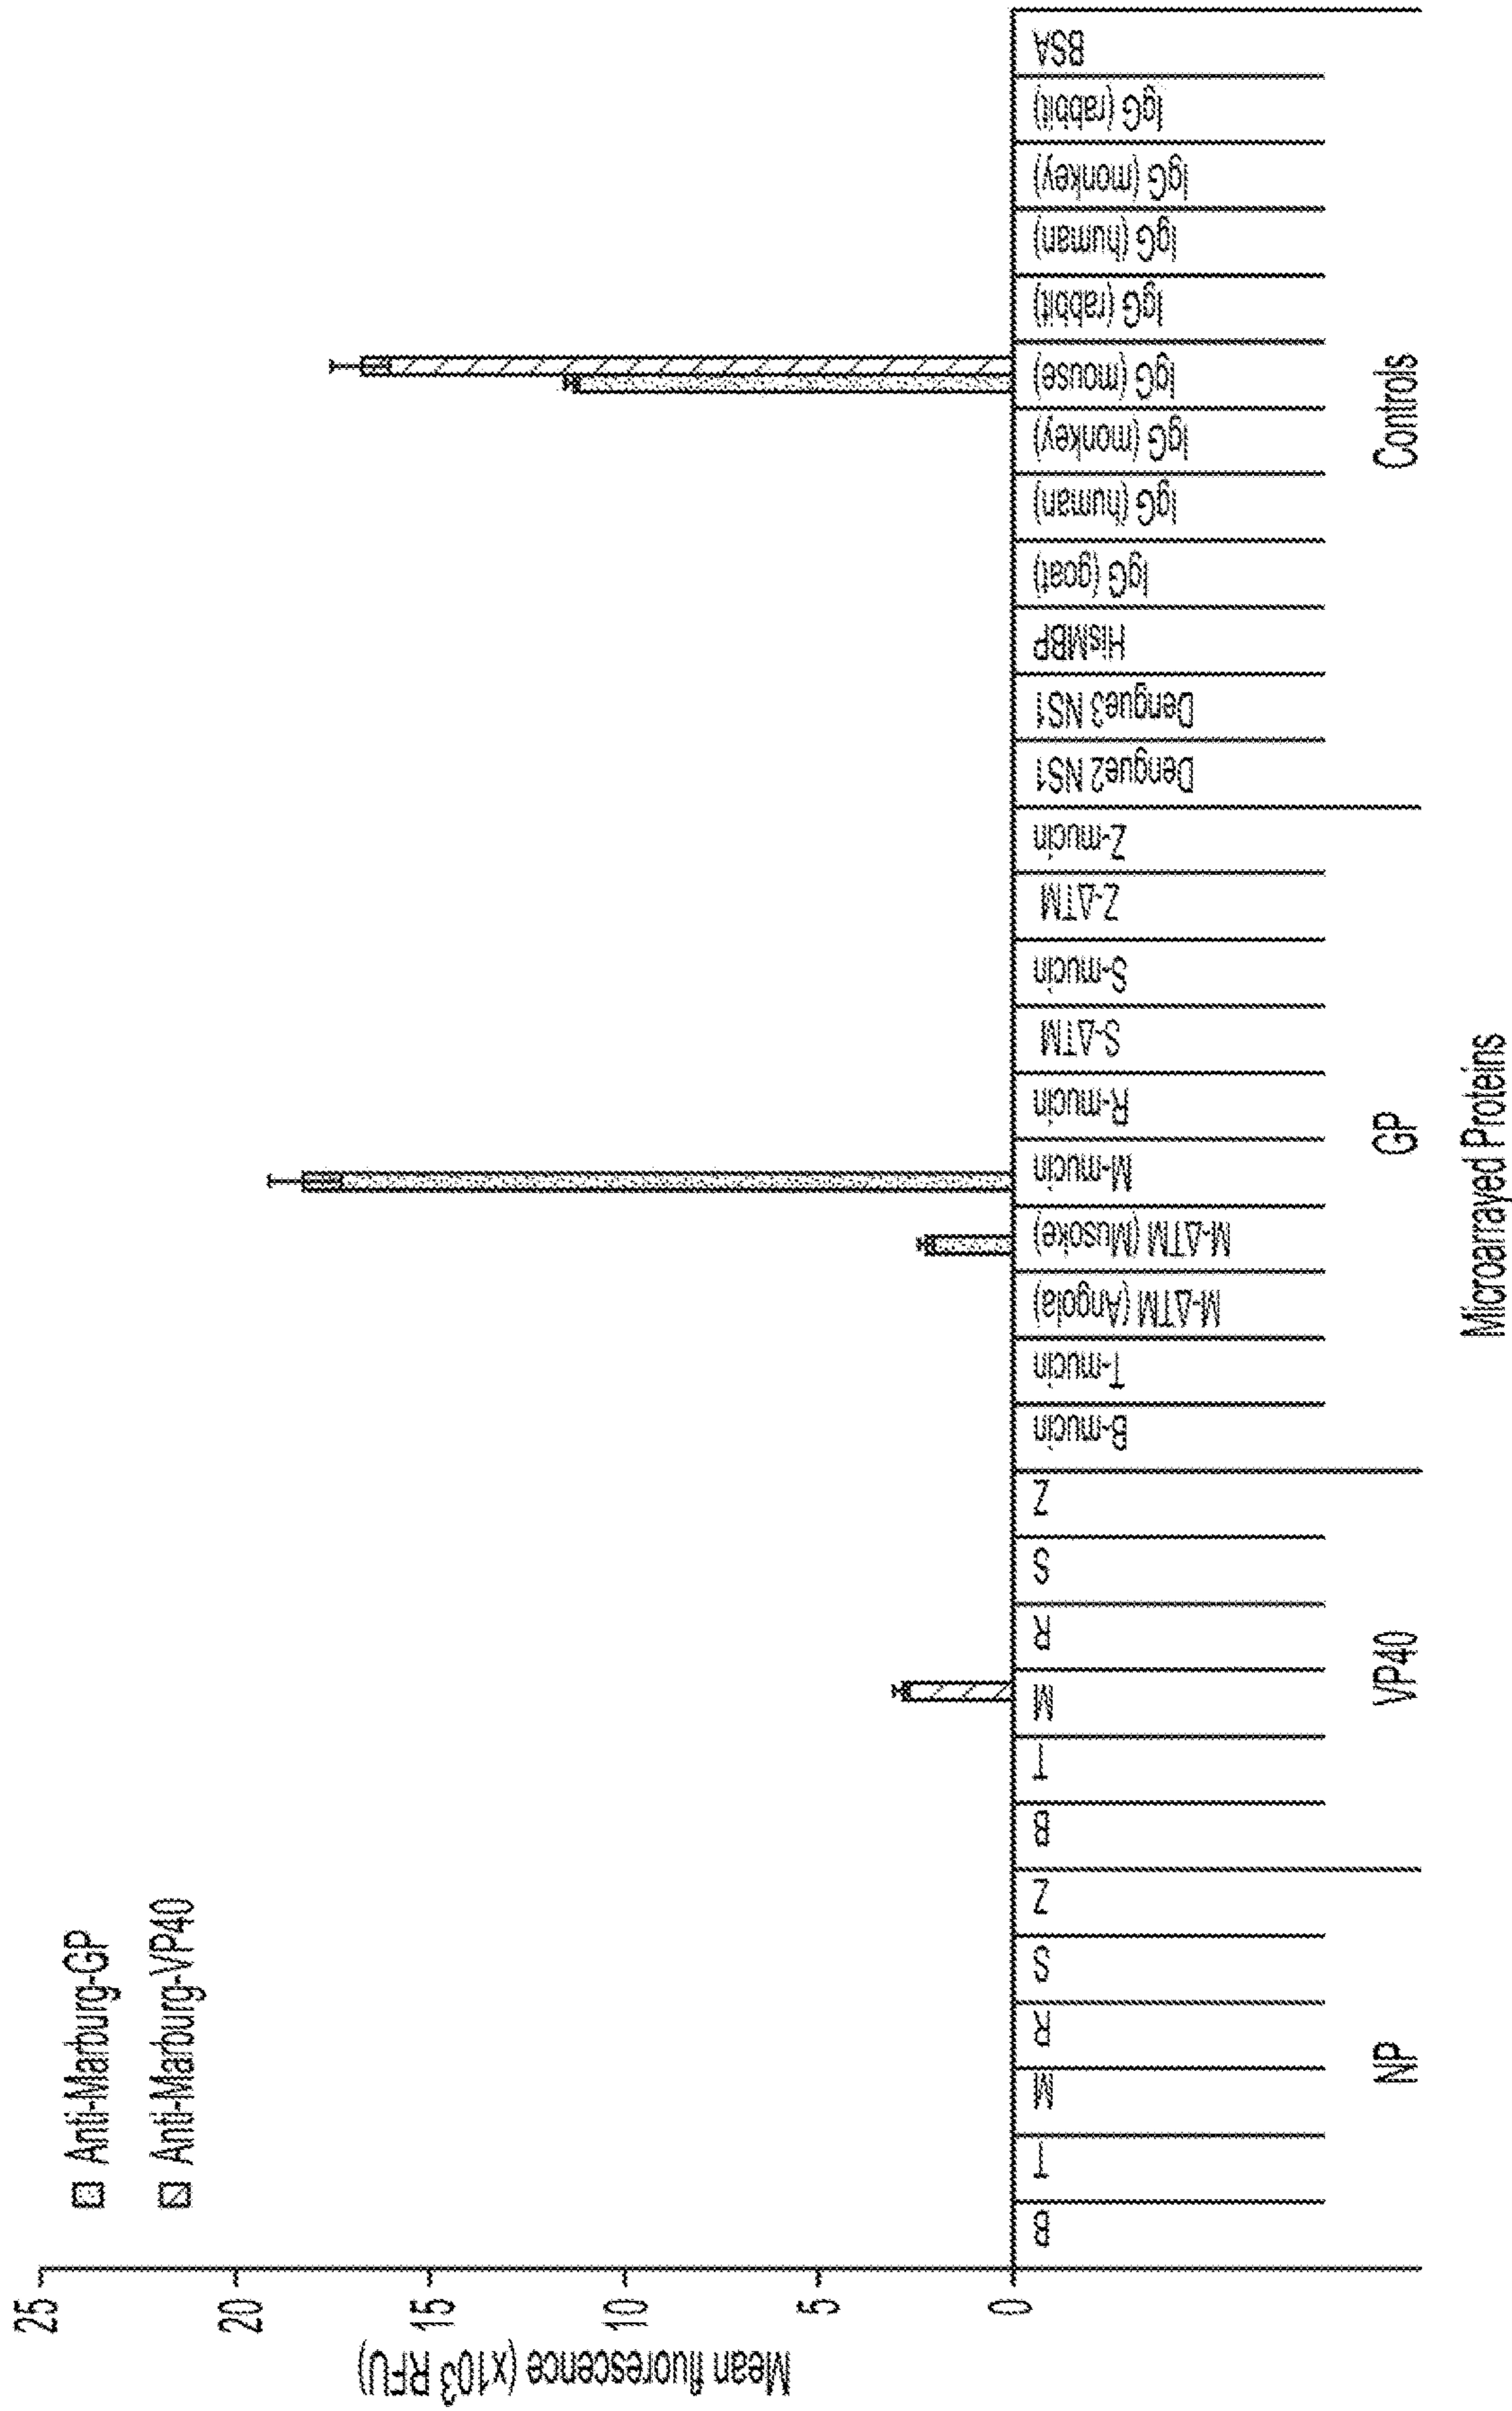 Anti-Marburg-GP
Anti-Marburg-VP40
Mean fluorescence (x10³ RFU)
25
20
15
10
5
0
B
T
M
R
S
Z
B
T
M
R
S
Z
B-mucin
T-mucin
M-ΔTM (Angola)
M-ΔTM (Musoke)
M-mucin
R-mucin
S-ΔTM
S-mucin
Z-ΔTM
Z-mucin
Dengue2 NS1
Dengue3 NS1
HisMBP
IgG (goat)
IgG (human)
IgG (monkey)
IgG (mouse)
IgG (rabbit)
IgG (human)
IgG (monkey)
IgG (rabbit)
BSA
NP
VP40
GP
Controls
Microarrayed Proteins